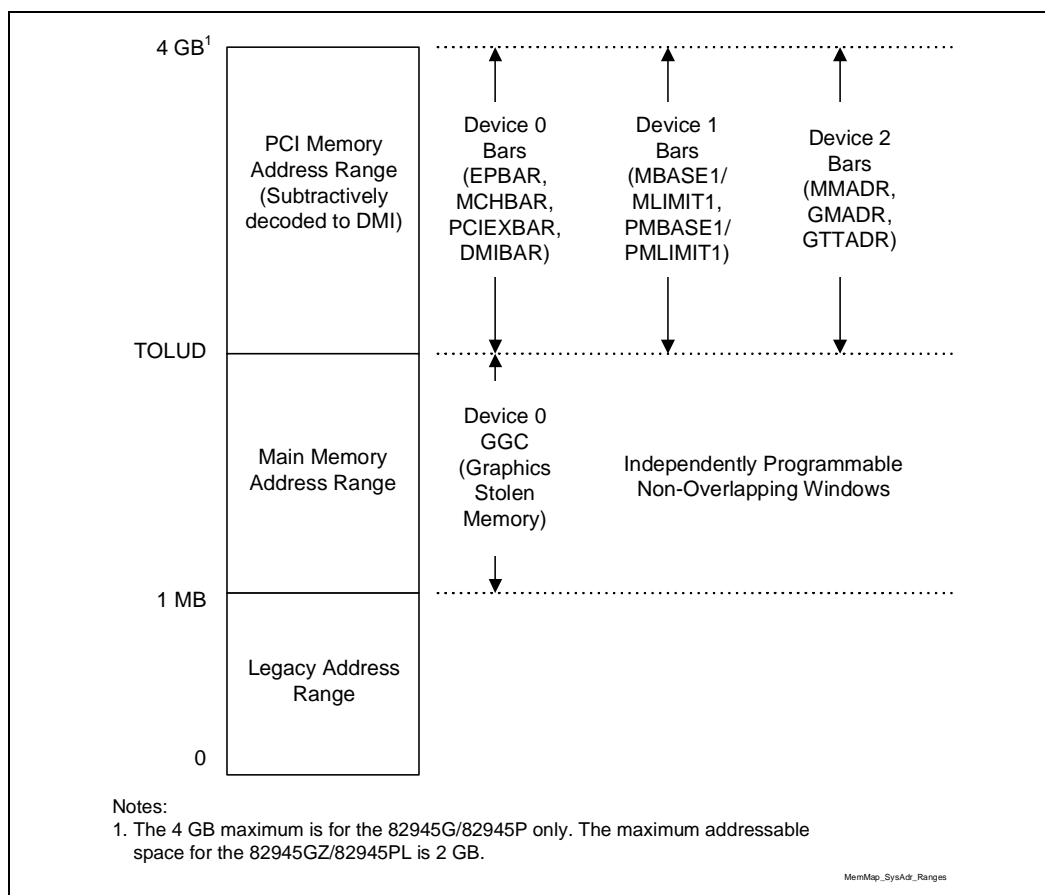 4 GB1
PCI Memory
Address Range
(Subtractively
decoded to DMI)
Device 0
Bars
(EPBAR,
MCHBAR,
PCIEXBAR,
DMIBAR)
Device 1
Bars
(MBASE1/
MLIMIT1,
PMBASE1/
PMLIMIT1)
Device 2
Bars
(MMADR,
GMADR,
GTTADR)
TOLUD
Main Memory
Address Range
Device 0
GGC
(Graphics
Stolen
Memory)
Independently Programmable
Non-Overlapping Windows
1 MB
Legacy Address
Range
0
Notes:
1. The 4 GB maximum is for the 82945G/82945P only. The maximum addressable
space for the 82945GZ/82945PL is 2 GB.
MemMap_SysAdr_Ranges